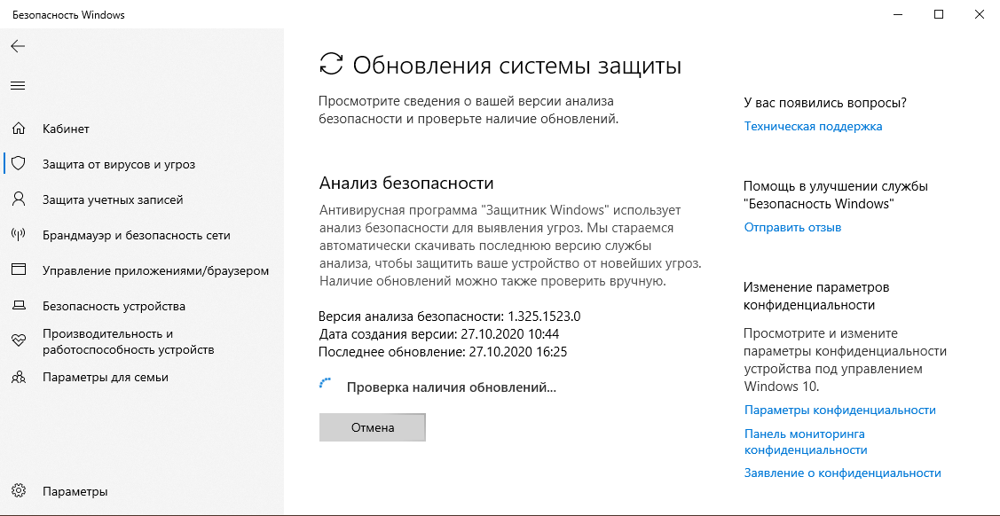 Безопасность Windows
Кабинет
Защита от вирусов и угроз
Защита учетных записей
Брандмауэр и безопасность сети
Управление приложениями/браузером
Безопасность устройства
Производительность и
работоспособность устройств
Параметры для семьи
Параметры
Обновления системы защиты
Просмотрите сведения о вашей версии анализа
безопасности и проверьте наличие обновлений.
Анализ безопасности
Антивирусная программа "Защитник Windows" использует
анализ безопасности для выявления угроз. Мы стараемся
автоматически скачивать последнюю версию службы
анализа, чтобы защитить ваше устройство от новейших угроз.
Наличие обновлений можно также проверить вручную.
Версия анализа безопасности: 1.325.1523.0
Дата создания версии: 27.10.2020 10:44
Последнее обновление: 27.10.2020 16:25
Проверка наличия обновлений...
Отмена
У вас появились вопросы?
Техническая поддержка
Помощь в улучшении службы
"Безопасность Windows"
Отправить отзыв
Изменение параметров
конфиденциальности
Просмотрите и измените
параметры конфиденциальности
устройства под управлением
Windows 10.
Параметры конфиденциальности
Панель мониторинга
конфиденциальности
Заявление о конфиденциальности